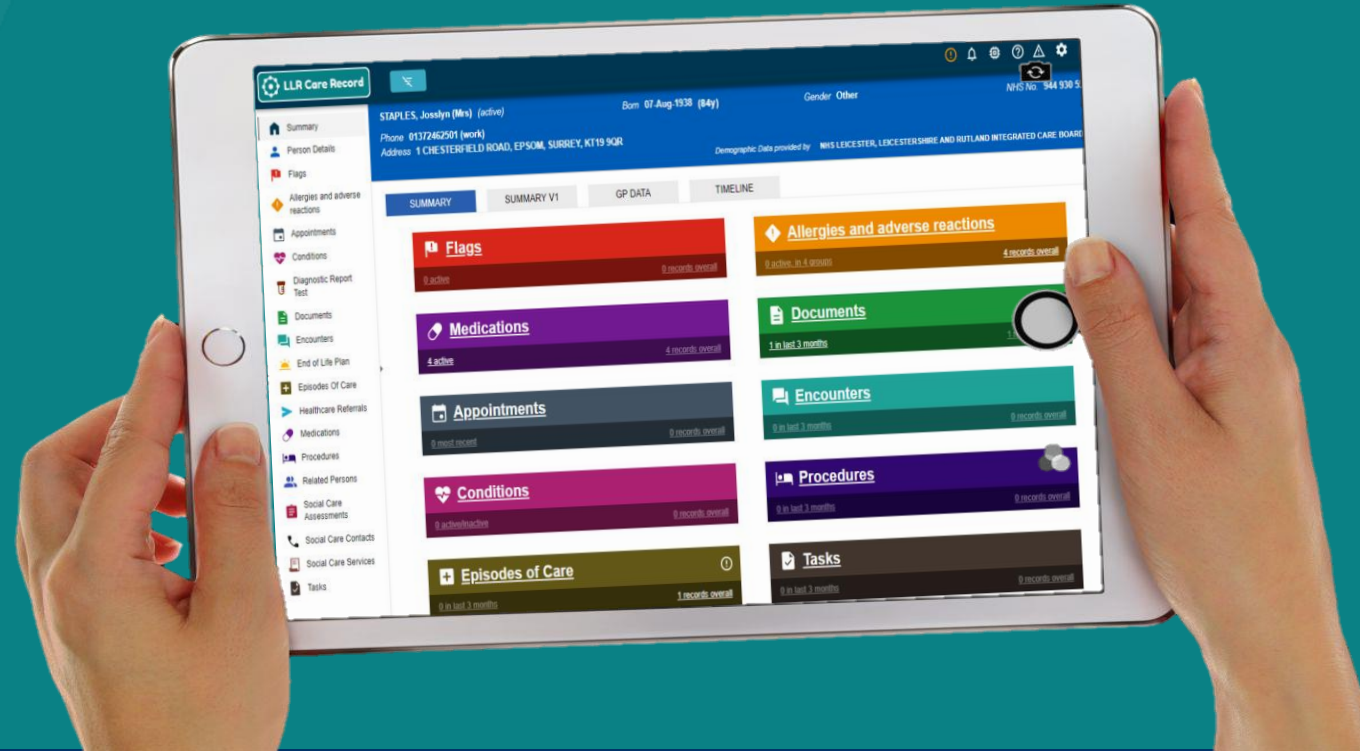 LLR Care Record
STAPLES, Josslyn (Mrs) (active)
Born 07-Aug-1938 (84y)
Gender Other
NHS No. 944 930 5
Phone 01372462501 (work)
Address 1 CHESTERFIELD ROAD, EPSOM, SURREY, KT19 9QR
Demographic Data provided by NHS LEICESTER, LEICESTERSHIRE AND RUTLAND INTEGRATED CARE BOARD
Summary
Person Details
Flags
Allergies and adverse
reactions
Appointments
Conditions
Diagnostic Report
Test
Documents
Encounters
End of Life Plan
Episodes Of Care
Healthcare Referrals
Medications
Procedures
Related Persons
Social Care
Assessments
Social Care Contacts
Social Care Services
Tasks
SUMMARY
SUMMARY V1
GP DATA
TIMELINE
Flags
0 active
0 records overall
Allergies and adverse reactions
0 active, in 4 groups
4 records overall
Medications
4 active
4 records overall
Documents
1 in last 3 months
Appointments
0 most recent
0 records overall
Encounters
0 in last 3 months
0 records overall
Conditions
0 active/inactive
0 records overall
Procedures
0 in last 3 months
0 records overall
Episodes of Care
0 in last 3 months
1 records overall
Tasks
0 in last 3 months
0 records overall